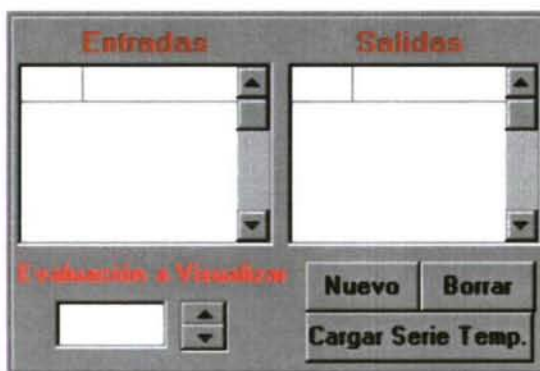 Entradas Salidas
Evaluación a Visualizar
Nuevo Borrar
Cargar Serie Temp.